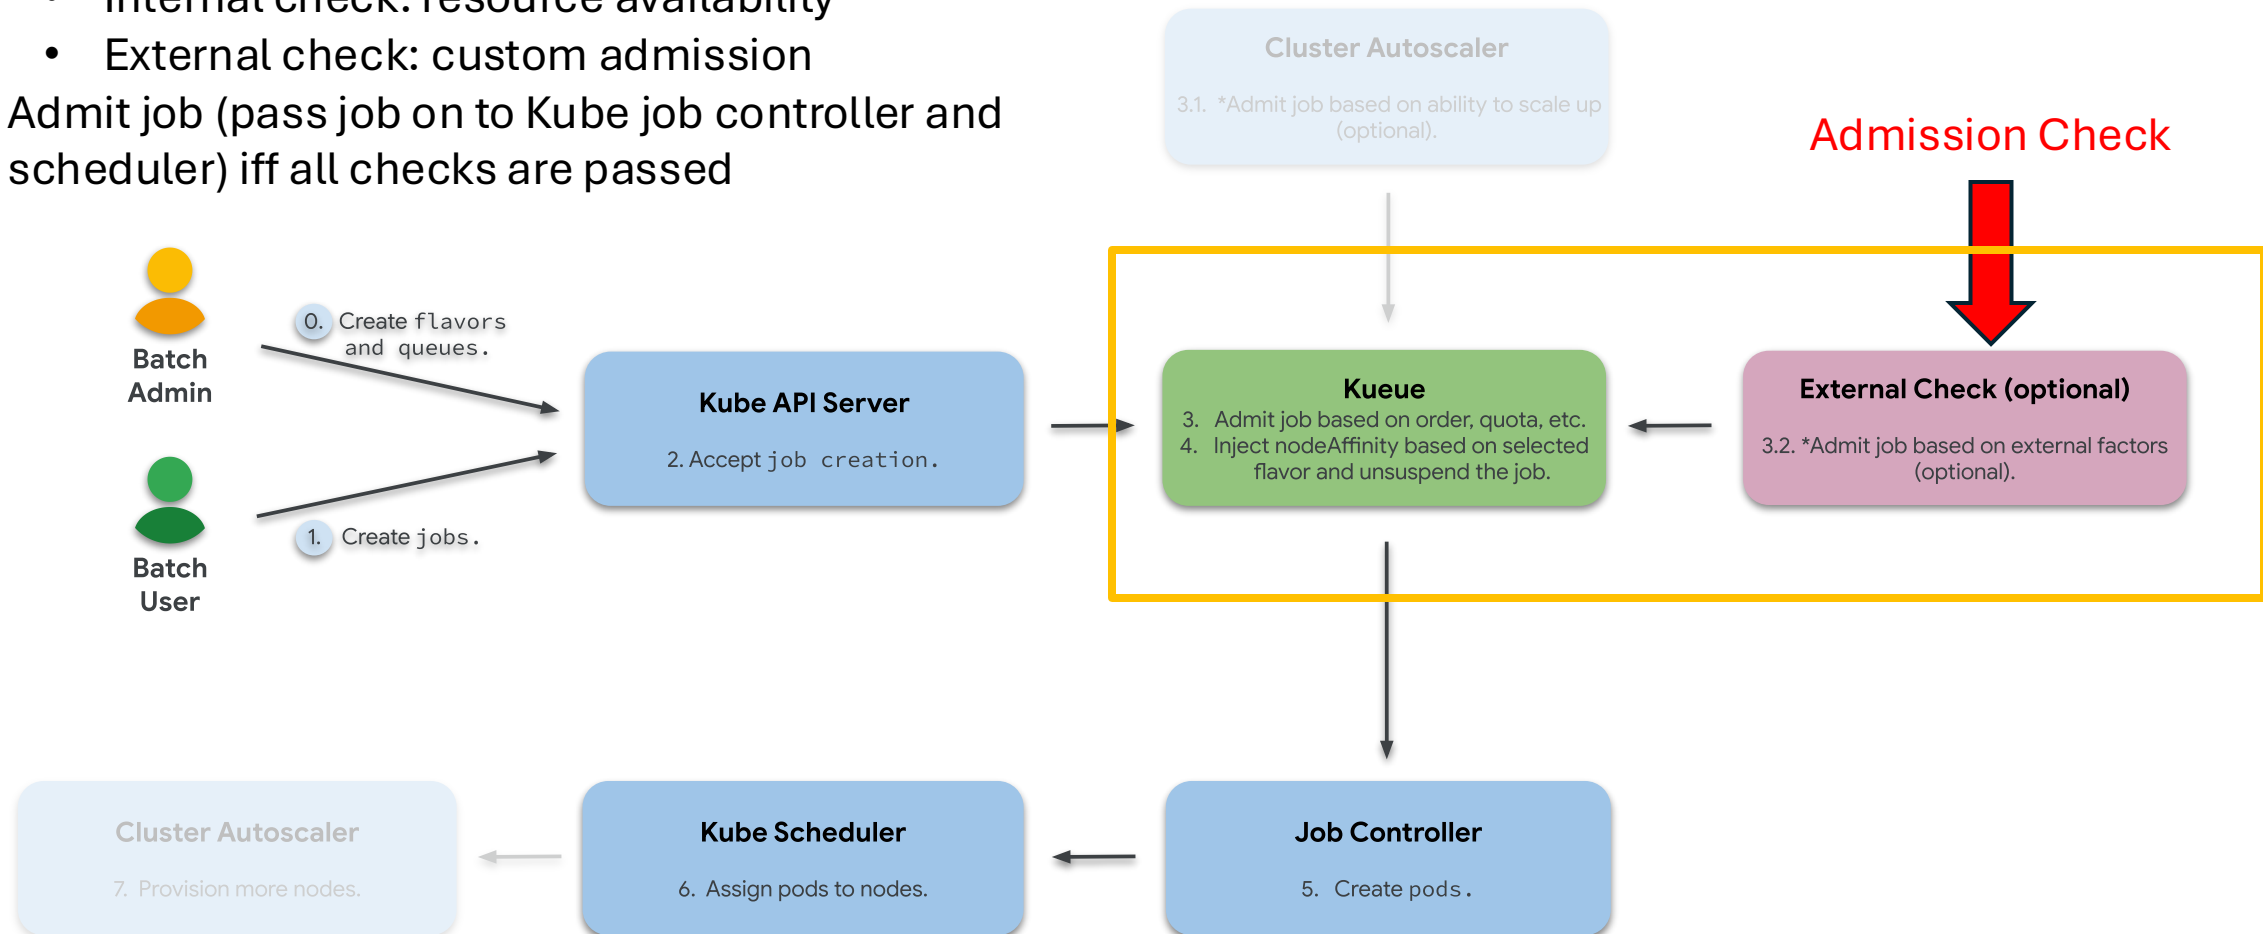 • Internal check: resource availability
• External check: custom admission
Admit job (pass job on to Kube job controller and
scheduler) iff all checks are passed
Cluster Autoscaler
3.1. *Admit job based on ability to scale up
(optional).
Admission Check
Batch
Admin
0. Create flavors
and queues.
Batch
User
1. Create jobs.
Kube API Server
2. Accept job creation.
Kueue
3. Admit job based on order, quota, etc.
4. Inject nodeAffinity based on selected
flavor and unsuspend the job.
External Check (optional)
3.2. *Admit job based on external factors
(optional).
Cluster Autoscaler
7. Provision more nodes.
Kube Scheduler
6. Assign pods to nodes.
Job Controller
5. Create pods.